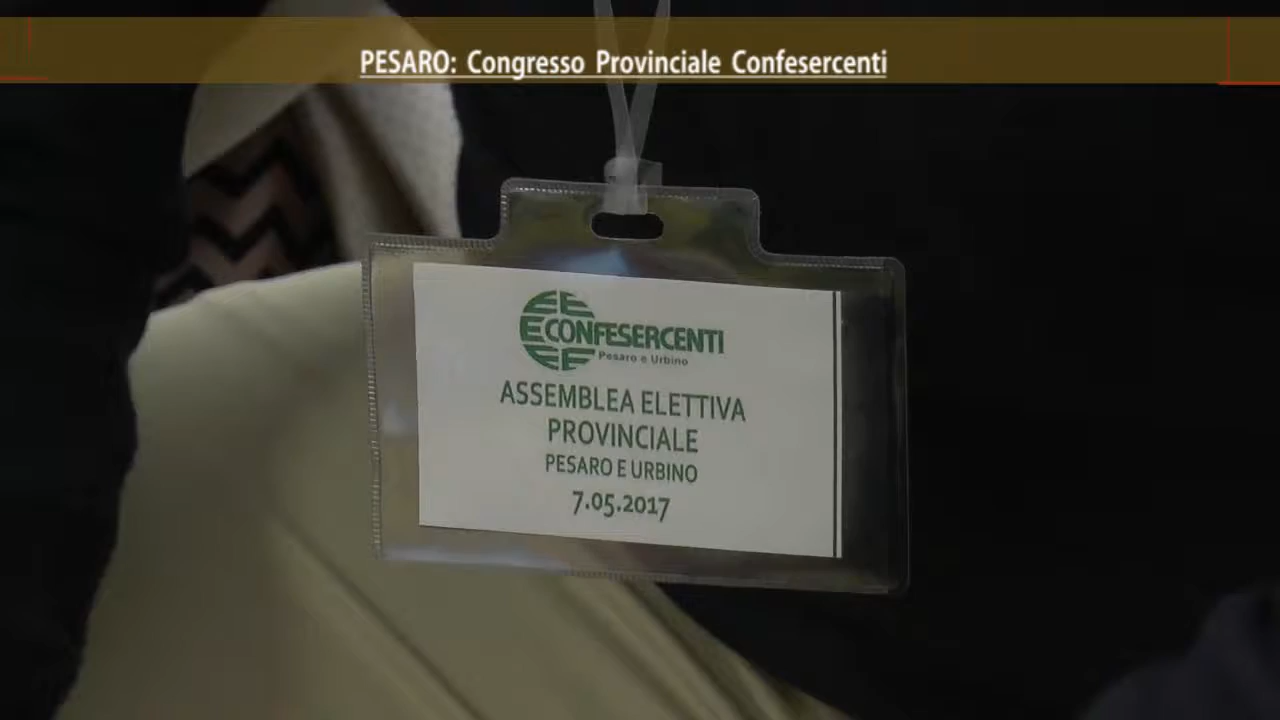 PESARO: Congresso Provinciale Confesercenti
CONFESERCENTI
Pesaro e Urbino
ASSEMBLEA ELETTIVA
PROVINCIALE
PESARO E URBINO
7.05.2017